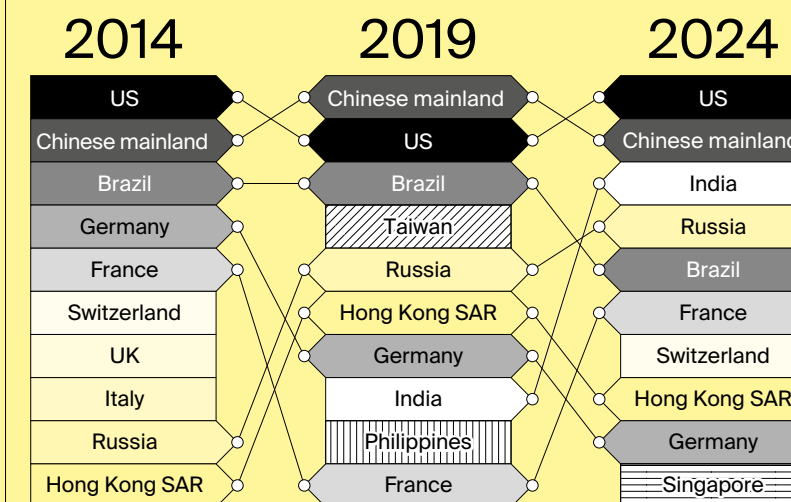 2014
2019
2024
US
Chinese mainland
Brazil
Germany
France
Switzerland
UK
Italy
Russia
Hong Kong SAR
Chinese mainland
US
Brazil
Taiwan
Russia
Hong Kong SAR
Germany
India
Philippines
France
US
Chinese mainland
India
Russia
Brazil
France
Switzerland
Hong Kong SAR
Germany
Singapore